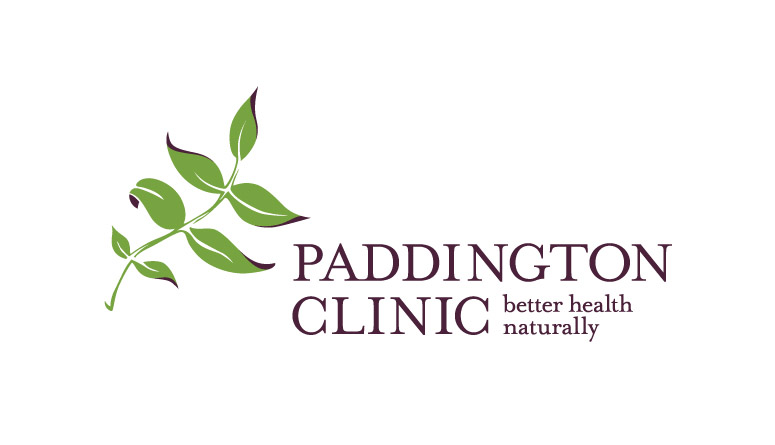 PADDINGTON
CLINIC
better health
naturally